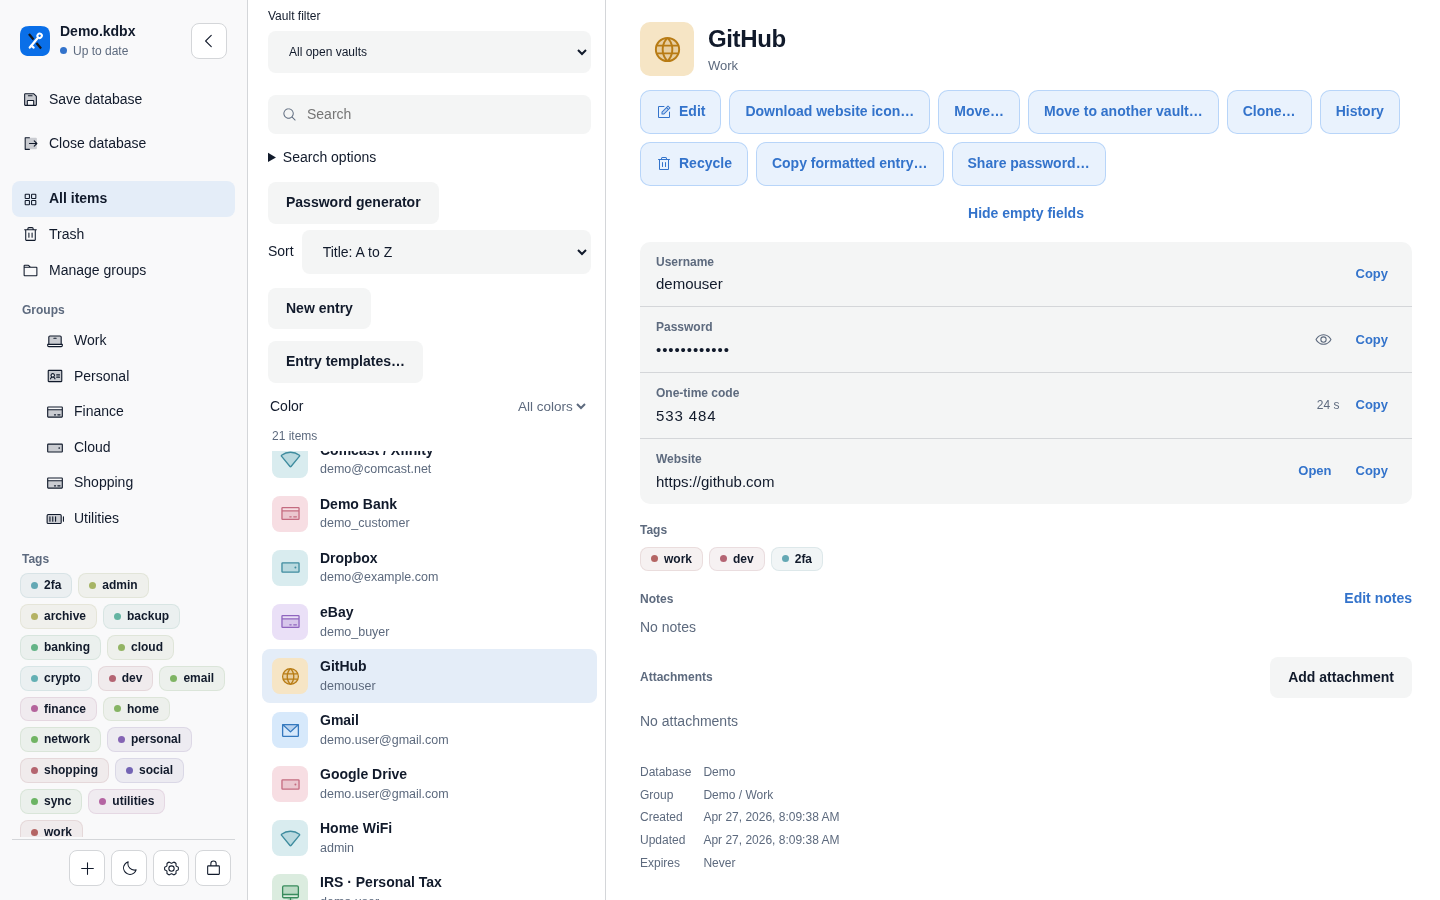 Demo.kdbx
Up to date
Save database
Close database
All items
Trash
Manage groups
Groups
Work
Personal
Finance
Cloud
Shopping
Utilities
Tags
2fa
admin
archive
backup
banking
cloud
crypto
dev
email
finance
home
network
personal
shopping
social
sync
utilities
work
Vault filter
All open vaults
Search
Search options
Password generator
Sort
Title: A to Z
New entry
Entry templates…
Color
All colors
21 items
Comcast / Xfinity
demo@comcast.net
Demo Bank
demo_customer
Dropbox
demo@example.com
eBay
demo_buyer
GitHub
demouser
Gmail
demo.user@gmail.com
Google Drive
demo.user@gmail.com
Home WiFi
admin
IRS · Personal Tax
GitHub
Work
Edit
Download website icon…
Move…
Move to another vault…
Clone…
History
Recycle
Copy formatted entry…
Share password…
Hide empty fields
Username
demouser
Copy
Password
••••••••••••
Copy
One-time code
533 484
24 s
Copy
Website
https://github.com
Open
Copy
Tags
work
dev
2fa
Notes
Edit notes
No notes
Attachments
Add attachment
No attachments
Database Demo
Group Demo / Work
Created Apr 27, 2026, 8:09:38 AM
Updated Apr 27, 2026, 8:09:38 AM
Expires Never